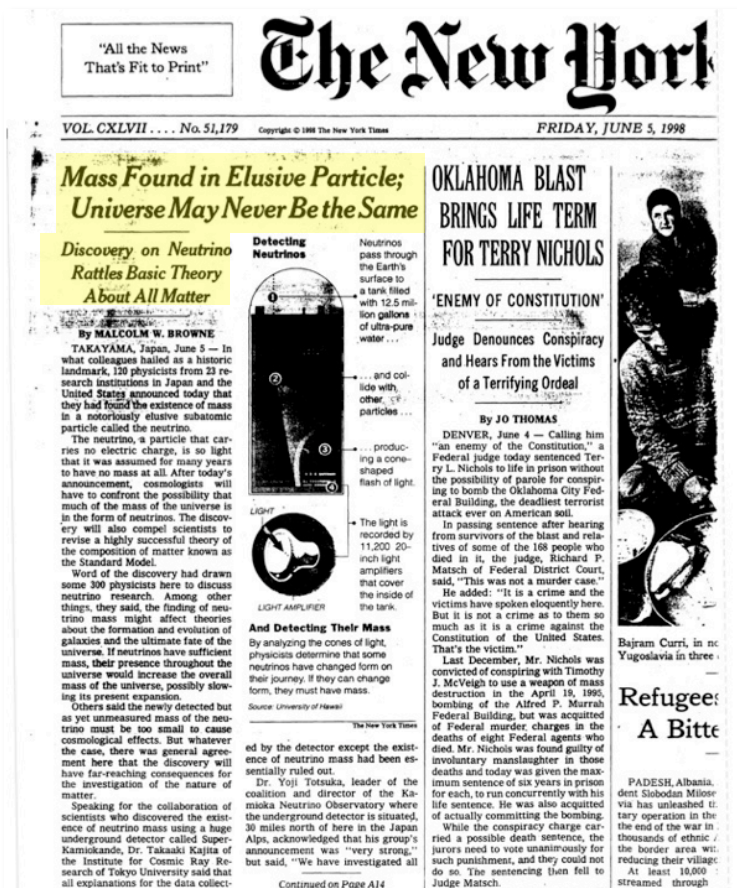 "All the News
That's Fit to Print"
The New York
VOL. CXLVII .... No. 51,179
Copyright © 1998 The New York Times
FRIDAY, JUNE 5, 1998
Mass Found in Elusive Particle;
Universe May Never Be the Same
Discovery on Neutrino
Rattles Basic Theory
About All Matter
By MALCOLM W. BROWNE
TAKAYAMA, Japan, June 5 — In
what colleagues hailed as a historic
landmark, 120 physicists from 23 re-
search institutions in Japan and the
United States announced today that
they had found the existence of mass
in a notoriously elusive subatomic
particle called the neutrino.
The neutrino, a particle that car-
ries no electric charge, is so light
that it was assumed for many years
to have no mass at all. After today's
announcement, cosmologists will
have to confront the possibility that
much of the mass of the universe is
in the form of neutrinos. The discov-
ery will also compel scientists to
revise a highly successful theory of
the composition of matter known as
the Standard Model.
Word of the discovery had drawn
some 300 physicists here to discuss
neutrino research. Among other
things, they said, the finding of neu-
trino mass might affect theories
about the formation and evolution of
galaxies and the ultimate fate of the
universe. If neutrinos have sufficient
mass, their presence throughout the
universe would increase the overall
mass of the universe, possibly slow-
ing its present expansion.
Others said the newly detected but
as yet unmeasured mass of the neu-
trino must be too small to cause
cosmological effects. But whatever
the case, there was general agree-
ment here that the discovery will
have far-reaching consequences for
the investigation of the nature of
matter.
Speaking for the collaboration of
scientists who discovered the exist-
ence of neutrino mass using a huge
underground detector called Super-
Kamiokande, Dr. Takaaki Kajita of
the Institute for Cosmic Ray Re-
search of Tokyo University said that
all explanations for the data collect-
Detecting
Neutrinos
Neutrinos
pass through
the Earth's
surface to
a tank filled
with 12.5 mil-
lion gallons
of ultra-pure
water ...
... and col-
lide with
other
particles ...
... produc-
ing a cone-
shaped
flash of light.
The light is
recorded by
11,200 20-
inch light
amplifiers
that cover
the inside of
the tank.
1
2
3
4
LIGHT
LIGHT AMPLIFIER
And Detecting Their Mass
By analyzing the cones of light,
physicists determine that some
neutrinos have changed form on
their journey. If they can change
form, they must have mass.
Source: University of Hawaii
The New York Times
ed by the detector except the exist-
ence of neutrino mass had been es-
sentially ruled out.
Dr. Yoji Totsuka, leader of the
coalition and director of the Ka-
mioka Neutrino Observatory where
the underground detector is situated,
30 miles north of here in the Japan
Alps, acknowledged that his group's
announcement was "very strong,"
but said, "We have investigated all
Continued on Page A14
OKLAHOMA BLAST
BRINGS LIFE TERM
FOR TERRY NICHOLS
'ENEMY OF CONSTITUTION'
Judge Denounces Conspiracy
and Hears From the Victims
of a Terrifying Ordeal
By JO THOMAS
DENVER, June 4 — Calling him
"an enemy of the Constitution," a
Federal judge today sentenced Ter-
ry L. Nichols to life in prison without
the possibility of parole for conspir-
ing to bomb the Oklahoma City Fed-
eral Building, the deadliest terrorist
attack ever on American soil.
In passing sentence after hearing
from survivors of the blast and rela-
tives of some of the 168 people who
died in it, the judge, Richard P.
Matsch of Federal District Court,
said, "This was not a murder case."
He added: "It is a crime and the
victims have spoken eloquently here.
But it is not a crime as to them so
much as it is a crime against the
Constitution of the United States.
That's the victim."
Last December, Mr. Nichols was
convicted of conspiring with Timothy
J. McVeigh to use a weapon of mass
destruction in the April 19, 1995,
bombing of the Alfred P. Murrah
Federal Building, but was acquitted
of Federal murder charges in the
deaths of eight Federal agents who
died. Mr. Nichols was found guilty of
involuntary manslaughter in those
deaths and today was given the max-
imum sentence of six years in prison
for each, to run concurrently with his
life sentence. He was also acquitted
of actually committing the bombing.
While the conspiracy charge car-
ried a possible death sentence, the
jurors need to vote unanimously for
such punishment, and they could not
do so. The sentencing then fell to
Judge Matsch.
Bajram Curri, in no
Yugoslavia in three
Refugees
A Bitte
PADESH, Albania,
dent Slobodan Milose
via has unleashed
tary operation in the
the end of the war in
thousands of ethnic
the border area
reducing their village
At least 10,000
streamed through